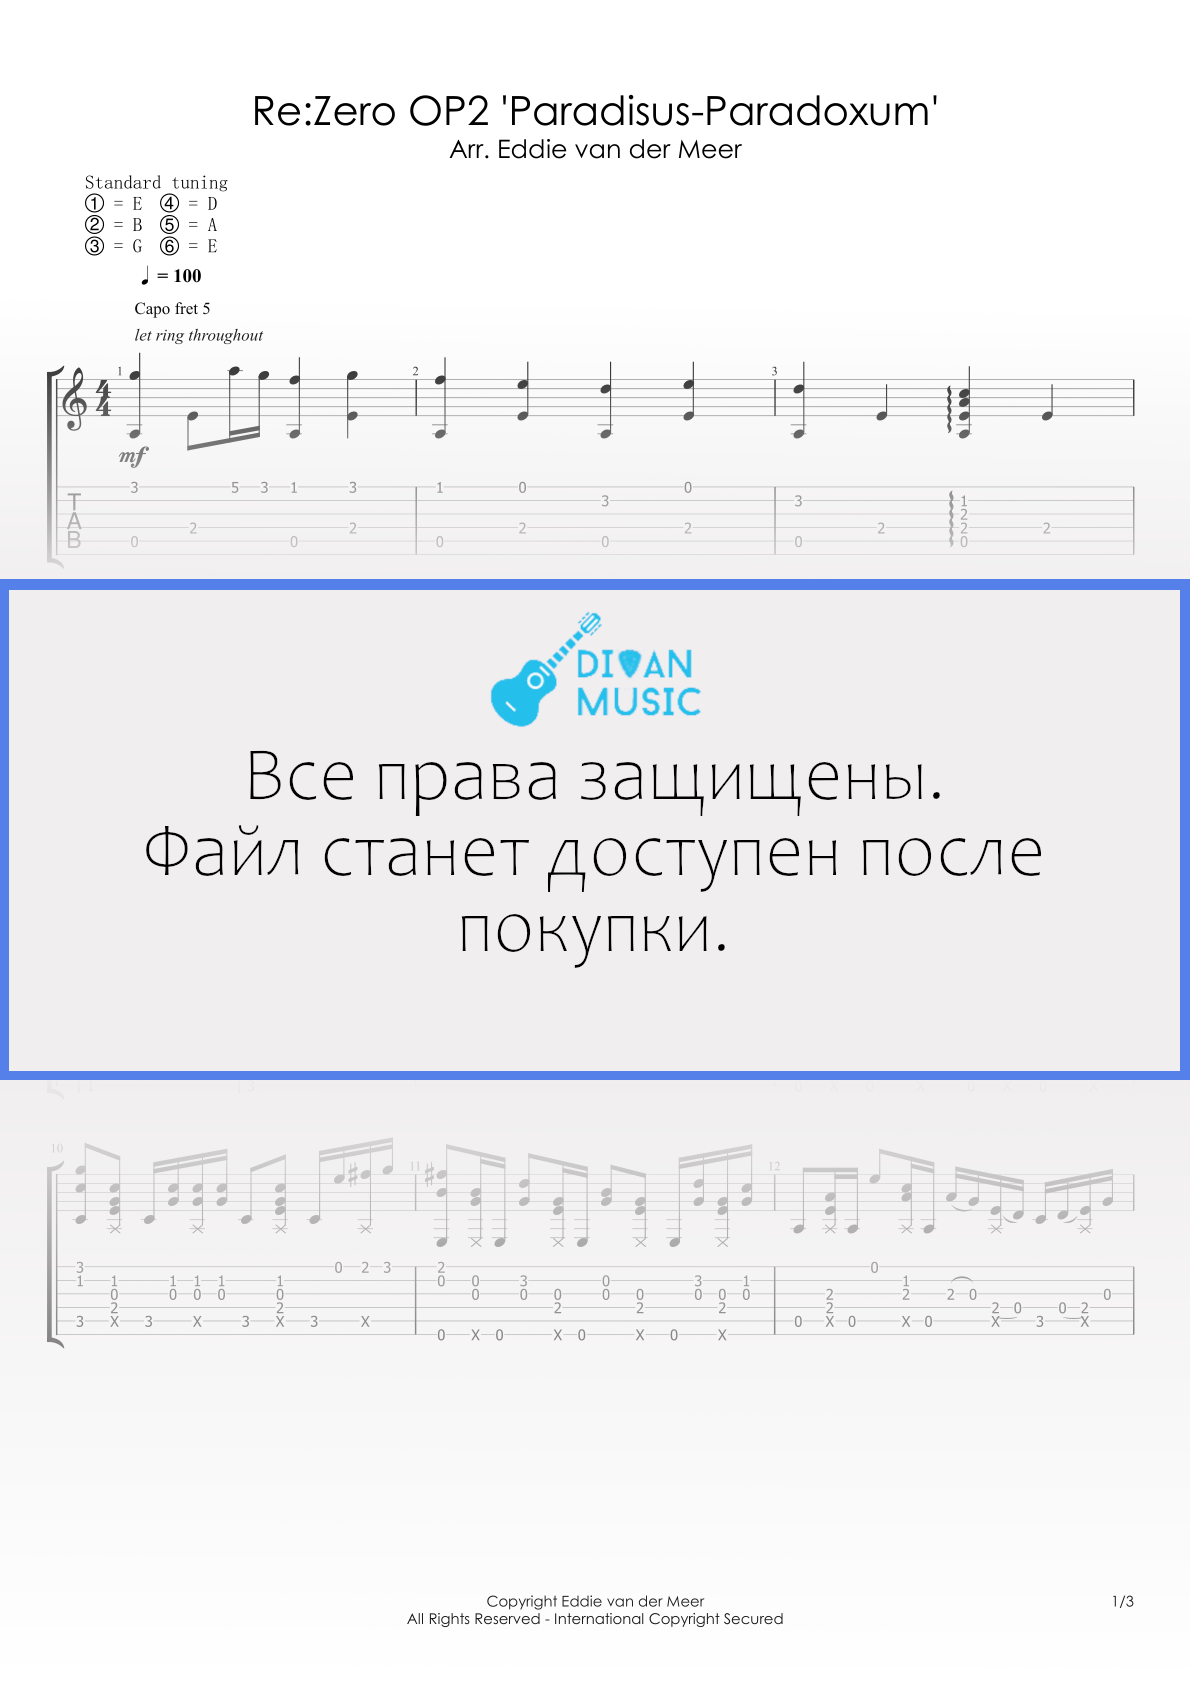 Re:Zero OP2 'Paradisus-Paradoxum'
Arr. Eddie van der Meer
Standard tuning
① = E ④ = D
② = B ⑤ = A
③ = G ⑥ = E
♩ = 100
Capo fret 5
let ring throughout
1 2 3
4
4
mf
3 5 3 1 3 1 0 0
T 3 3 1
2
A 2 2 2 2 2 2 2
B 0 0 0 0 0 0
DIVAN
MUSIC
Все права защищены.
Файл станет доступен после
покупки.
10 11 12
3 0 2 3 2 0
1 1 1 1 1 1 0 0 3 0 3 1 1
0 0 0 0 0 0 0 0 0 0 0 0 0 2 2 2 0 0
2 2 2 2 2 2 2 0 0 2
3 X 3 X 3 X 3 X 0 X 0 X 0 X 3 X
0 X 0 X 0 X 0 X
Copyright Eddie van der Meer
All Rights Reserved - International Copyright Secured
1/3